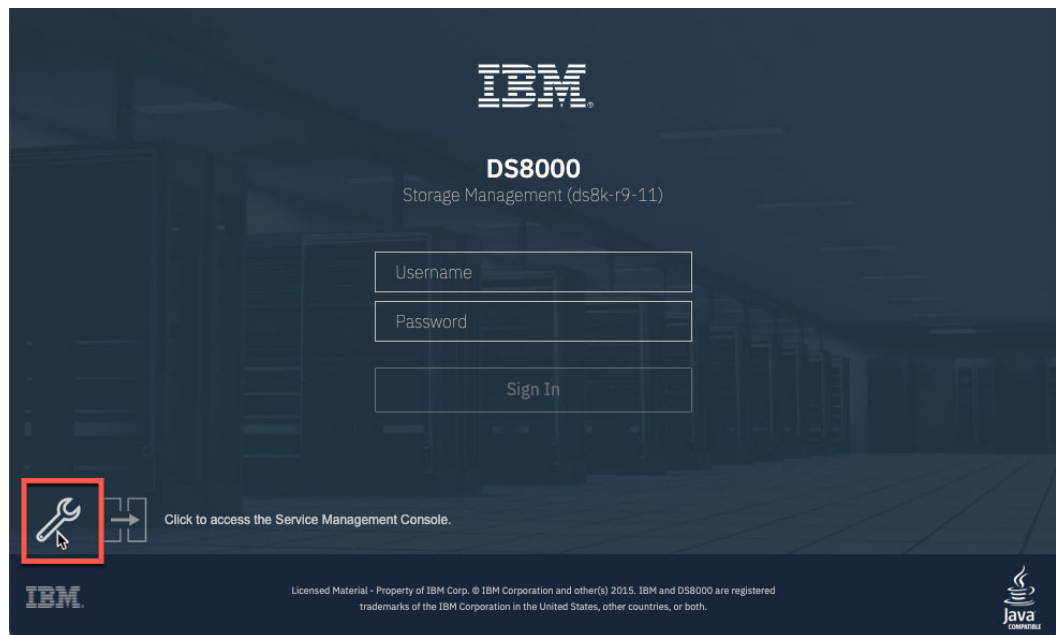 IBM®
DS8000
Storage Management (ds8k-r9-11)
Username
Password
Sign In
Click to access the Service Management Console.
IBM.
Licensed Material - Property of IBM Corp. © IBM Corporation and other(s) 2015. IBM and DS8000 are registered
trademarks of the IBM Corporation in the United States, other countries, or both.
Java
COMPATIBLE